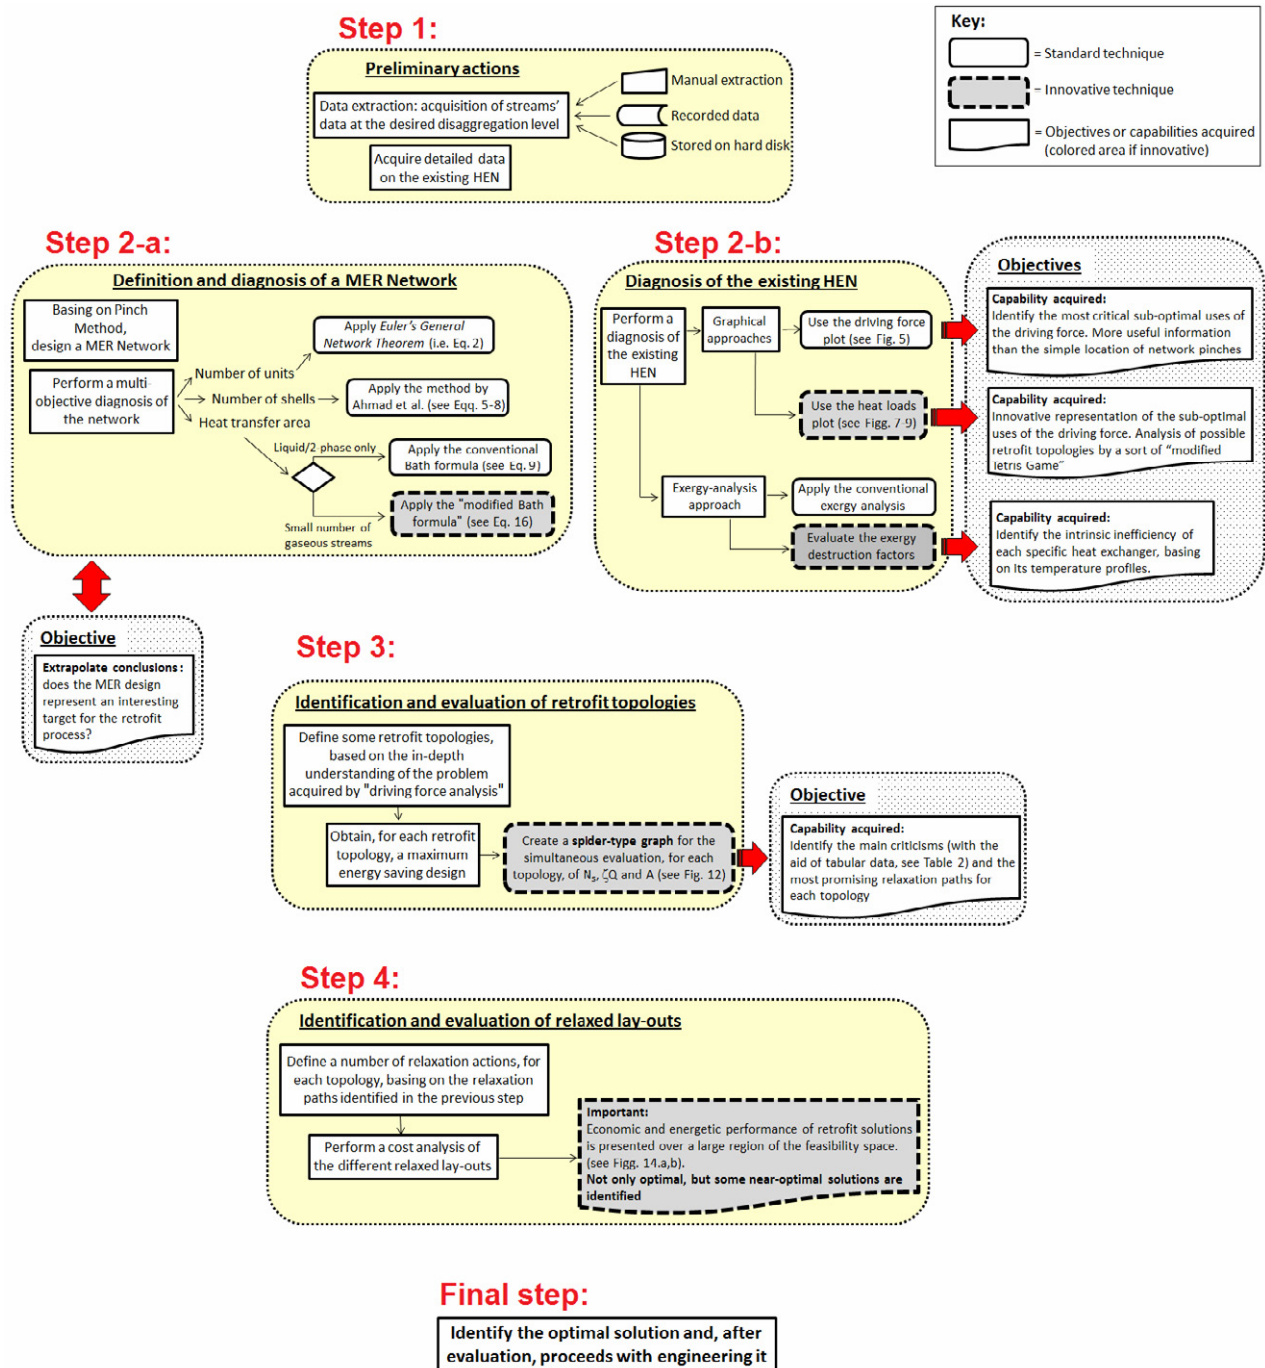 Step 1:
Preliminary actions
Data extraction: acquisition of streams'
data at the desired disaggregation level
Acquire detailed data
on the existing HEN
Manual extraction
Recorded data
Stored on hard disk
Key:
= Standard technique
= Innovative technique
= Objectives or capabilities acquired
(colored area if innovative)
Step 2-a:
Definition and diagnosis of a MER Network
Basing on Pinch
Method,
design a MER Network
Perform a multi-
objective diagnosis of
the network
Number of units
Number of shells
Heat transfer area
Apply Euler's General
Network Theorem (i.e. Eq. 2)
Apply the method by
Ahmad et al. (see Eqq. 5-8)
Liquid/2-phase only
Apply the conventional
Bath formula (see Eq. 9)
Apply the "modified Bath
formula" (see Eq. 16)
Small number of
gaseous streams
Objective
Extrapolate conclusions:
does the MER design
represent an interesting
target for the retrofit
process?
Step 2-b:
Diagnosis of the existing HEN
Perform a
diagnosis of
the existing
HEN
Graphical
approaches
Use the driving force
plot (see Fig. 5)
Use the heat loads
plot (see Figg. 7-9)
Exergy-analysis
approach
Apply the conventional
exergy analysis
Evaluate the exergy
destruction factors
Objectives
Capability acquired:
Identify the most critical sub-optimal uses of
the driving force. More useful information
than the simple location of network pinches
Capability acquired:
Innovative representation of the sub-optimal
uses of the driving force. Analysis of possible
retrofit topologies by a sort of "modified
Tetris Game"
Capability acquired:
Identify the intrinsic inefficiency of
each specific heat exchanger, basing
on its temperature profiles.
Step 3:
Identification and evaluation of retrofit topologies
Define some retrofit topologies,
based on the in-depth
understanding of the problem
acquired by "driving force analysis"
Obtain, for each retrofit
topology, a maximum
energy saving design
Create a spider-type graph for the
simultaneous evaluation, for each
topology, of Ns, ζQ and A (see Fig. 12)
Objective
Capability acquired:
Identify the main criticisms (with the
aid of tabular data, see Table 2) and the
most promising relaxation paths for
each topology
Step 4:
Identification and evaluation of relaxed lay-outs
Define a number of relaxation actions, for
each topology, basing on the relaxation
paths identified in the previous step
Perform a cost analysis of
the different relaxed lay-outs
Important:
Economic and energetic performance of retrofit solutions
is presented over a large region of the feasibility space.
(see Figg. 14.a,b).
Not only optimal, but some near-optimal solutions are
identified
Final step:
Identify the optimal solution and, after
evaluation, proceeds with engineering it